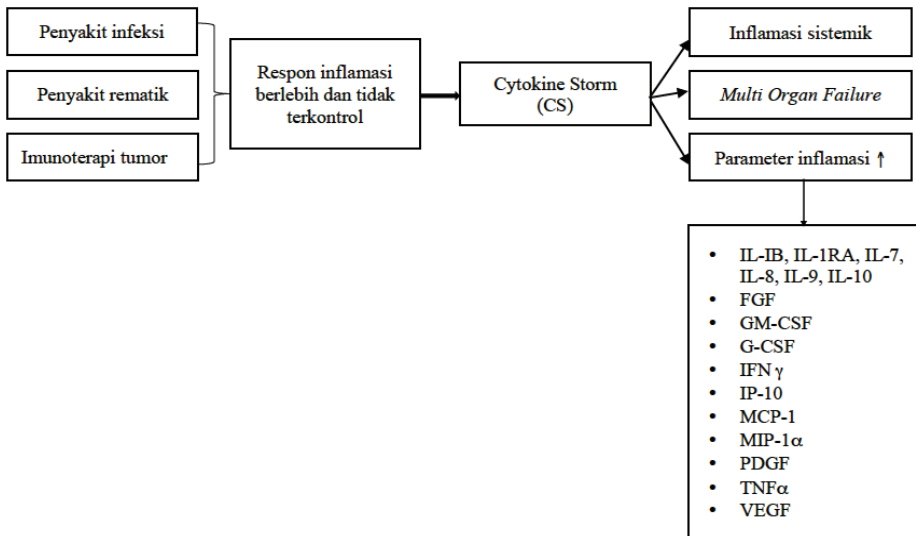 Penyakit infeksi
Penyakit rematik
Imunoterapi tumor
Respon inflamasi
berlebih dan tidak
terkontrol
Cytokine Storm
(CS)
Inflamasi sistemik
Multi Organ Failure
Parameter inflamasi ↑
• IL-IB, IL-1RA, IL-7,
IL-8, IL-9, IL-10
• FGF
• GM-CSF
• G-CSF
• IFN γ
• IP-10
• MCP-1
• MIP-1α
• PDGF
• TNFα
• VEGF